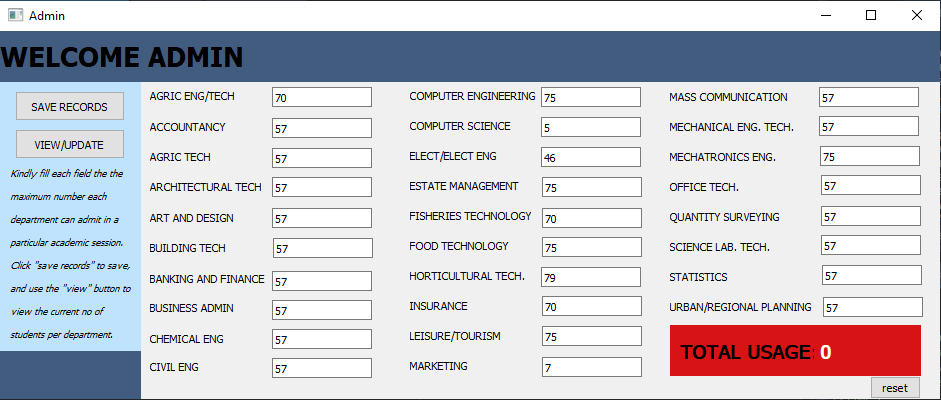 Admin
WELCOME ADMIN
SAVE RECORDS
VIEW/UPDATE
Kindly fill each field the the
maximum number each
department can admit in a
particular academic session.
Click "save records" to save,
and use the "view" button to
view the current no of
students per department.
AGRIC ENG/TECH 70
ACCOUNTANCY 57
AGRIC TECH 57
ARCHITECTURAL TECH 57
ART AND DESIGN 57
BUILDING TECH 57
BANKING AND FINANCE 57
BUSINESS ADMIN 57
CHEMICAL ENG 57
CIVIL ENG 57
COMPUTER ENGINEERING 75
COMPUTER SCIENCE 5
ELECT/ELECT ENG 46
ESTATE MANAGEMENT 75
FISHERIES TECHNOLOGY 70
FOOD TECHNOLOGY 75
HORTICULTURAL TECH. 79
INSURANCE 70
LEISURE/TOURISM 75
MARKETING 7
MASS COMMUNICATION 57
MECHANICAL ENG. TECH. 57
MECHATRONICS ENG. 75
OFFICE TECH. 57
QUANTITY SURVEYING 57
SCIENCE LAB. TECH. 57
STATISTICS 57
URBAN/REGIONAL PLANNING 57
TOTAL USAGE: 0
reset